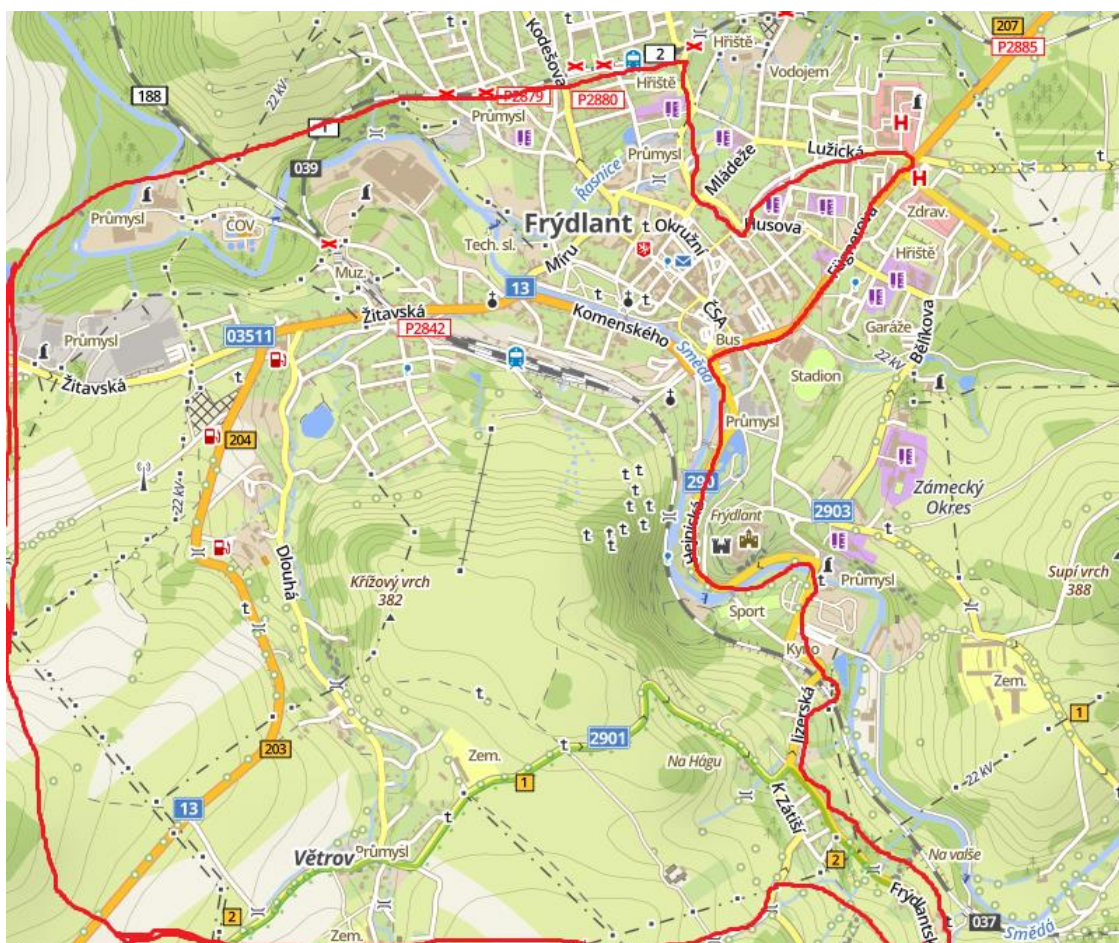 Kodešova
2
Hřiště
207
P2885
Vodojem
188
22 kV
P2879
P2880
Hřiště
Průmysl
H
1
039
Průmysl
Mládeže
Lužická
Řasnice
H
Průmysl
ČOV
Frýdlant
Okružní
Husova
Zdrav.
Tech. sl.
Míru
Fügnerova
Hřiště
Muz.
13
Žitavská
Komenského
ČSA
03511
P2842
Garáže
Bělíkova
Průmysl
Bus
Smědá
22 kV
Žitavská
Stadion
204
Průmysl
22 kV
290
Zámecký
Okres
2903
Hejnická
Frýdlant
Dlouhá
Křížový vrch
382
Průmysl
Supí vrch
388
Sport
Kyno
Zem.
1
Jizerská
203
2901
Zem.
Na Hágu
22 kV
1
13
K Zátiší
Větrov
Průmysl
2
Na valše
2
Zem.
037
Smědá